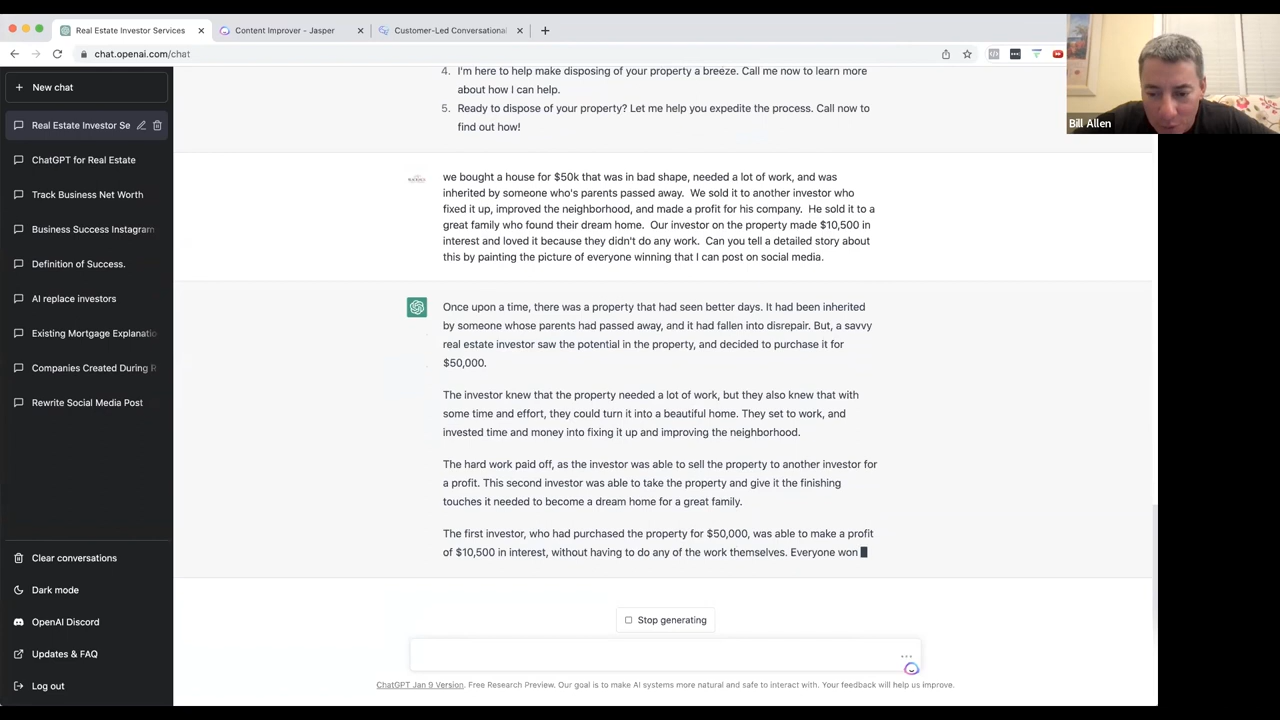 Real Estate Investor Services
Content Improver - Jasper
Customer-Led Conversational
chat.openai.com/chat
Bill Allen
New chat
Real Estate Investor Se
ChatGPT for Real Estate
Track Business Net Worth
Business Success Instagram
Definition of Success.
AI replace investors
Existing Mortgage Explanatio
Companies Created During R
Rewrite Social Media Post
Clear conversations
Dark mode
OpenAI Discord
Updates & FAQ
Log out
4. I'm here to help make disposing of your property a breeze. Call me now to learn more
about how I can help.
5. Ready to dispose of your property? Let me help you expedite the process. Call now to
find out how!
we bought a house for $50k that was in bad shape, needed a lot of work, and was
inherited by someone who's parents passed away. We sold it to another investor who
fixed it up, improved the neighborhood, and made a profit for his company. He sold it to a
great family who found their dream home. Our investor on the property made $10,500 in
interest and loved it because they didn't do any work. Can you tell a detailed story about
this by painting the picture of everyone winning that I can post on social media.
Once upon a time, there was a property that had seen better days. It had been inherited
by someone whose parents had passed away, and it had fallen into disrepair. But, a savvy
real estate investor saw the potential in the property, and decided to purchase it for
$50,000.
The investor knew that the property needed a lot of work, but they also knew that with
some time and effort, they could turn it into a beautiful home. They set to work, and
invested time and money into fixing it up and improving the neighborhood.
The hard work paid off, as the investor was able to sell the property to another investor for
a profit. This second investor was able to take the property and give it the finishing
touches it needed to become a dream home for a great family.
The first investor, who had purchased the property for $50,000, was able to make a profit
of $10,500 in interest, without having to do any of the work themselves. Everyone won
Stop generating
ChatGPT Jan 9 Version. Free Research Preview. Our goal is to make AI systems more natural and safe to interact with. Your feedback will help us improve.